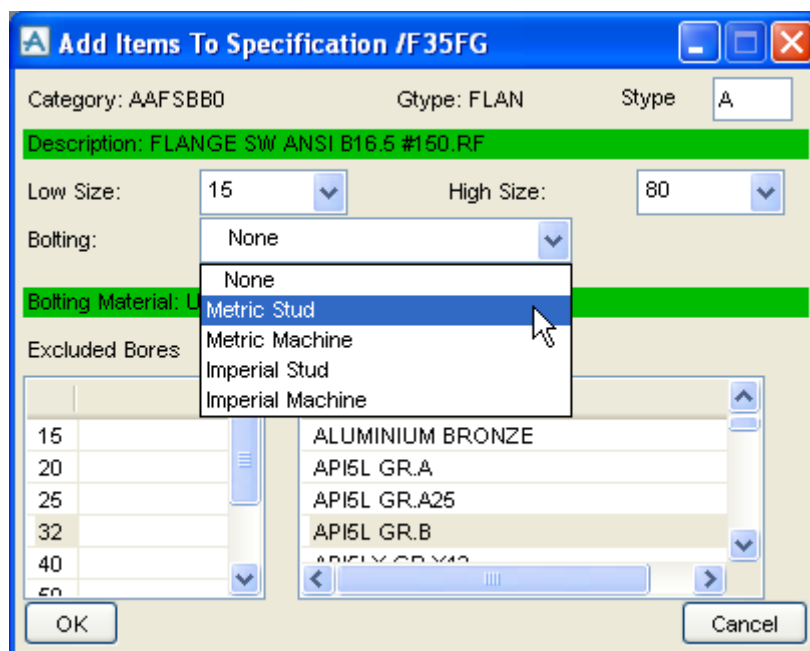 Add Items To Specification /F35FG
Category: AAFSBB0 Gtype: FLAN Stype A
Description: FLANGE SW ANSI B16.5 #150.RF
Low Size: 15 High Size: 80
Bolting: None
None
Bolting Material: U
Metric Stud
Metric Machine
Excluded Bores
Imperial Stud
Imperial Machine
15 ALUMINIUM BRONZE
20 API5L GR.A
25 API5L GR.A25
32 API5L GR.B
40
OK Cancel